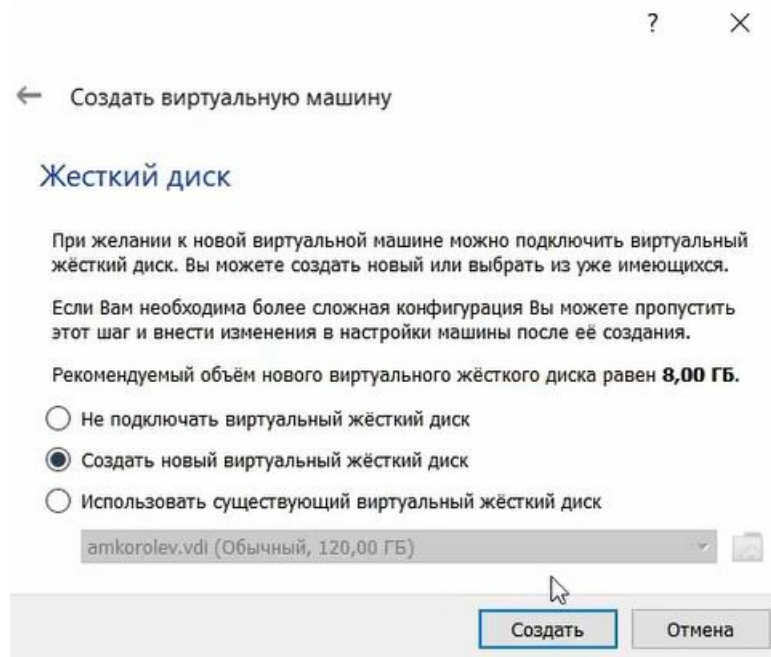 ?
Создать виртуальную машину
Жесткий диск
При желании к новой виртуальной машине можно подключить виртуальный
жёсткий диск. Вы можете создать новый или выбрать из уже имеющихся.
Если Вам необходима более сложная конфигурация Вы можете пропустить
этот шаг и внести изменения в настройки машины после её создания.
Рекомендуемый объём нового виртуального жёсткого диска равен 8,00 ГБ.
Не подключать виртуальный жёсткий диск
Создать новый виртуальный жёсткий диск
Использовать существующий виртуальный жёсткий диск
amkorolev.vdi (Обычный, 120,00 ГБ)
Создать Отмена